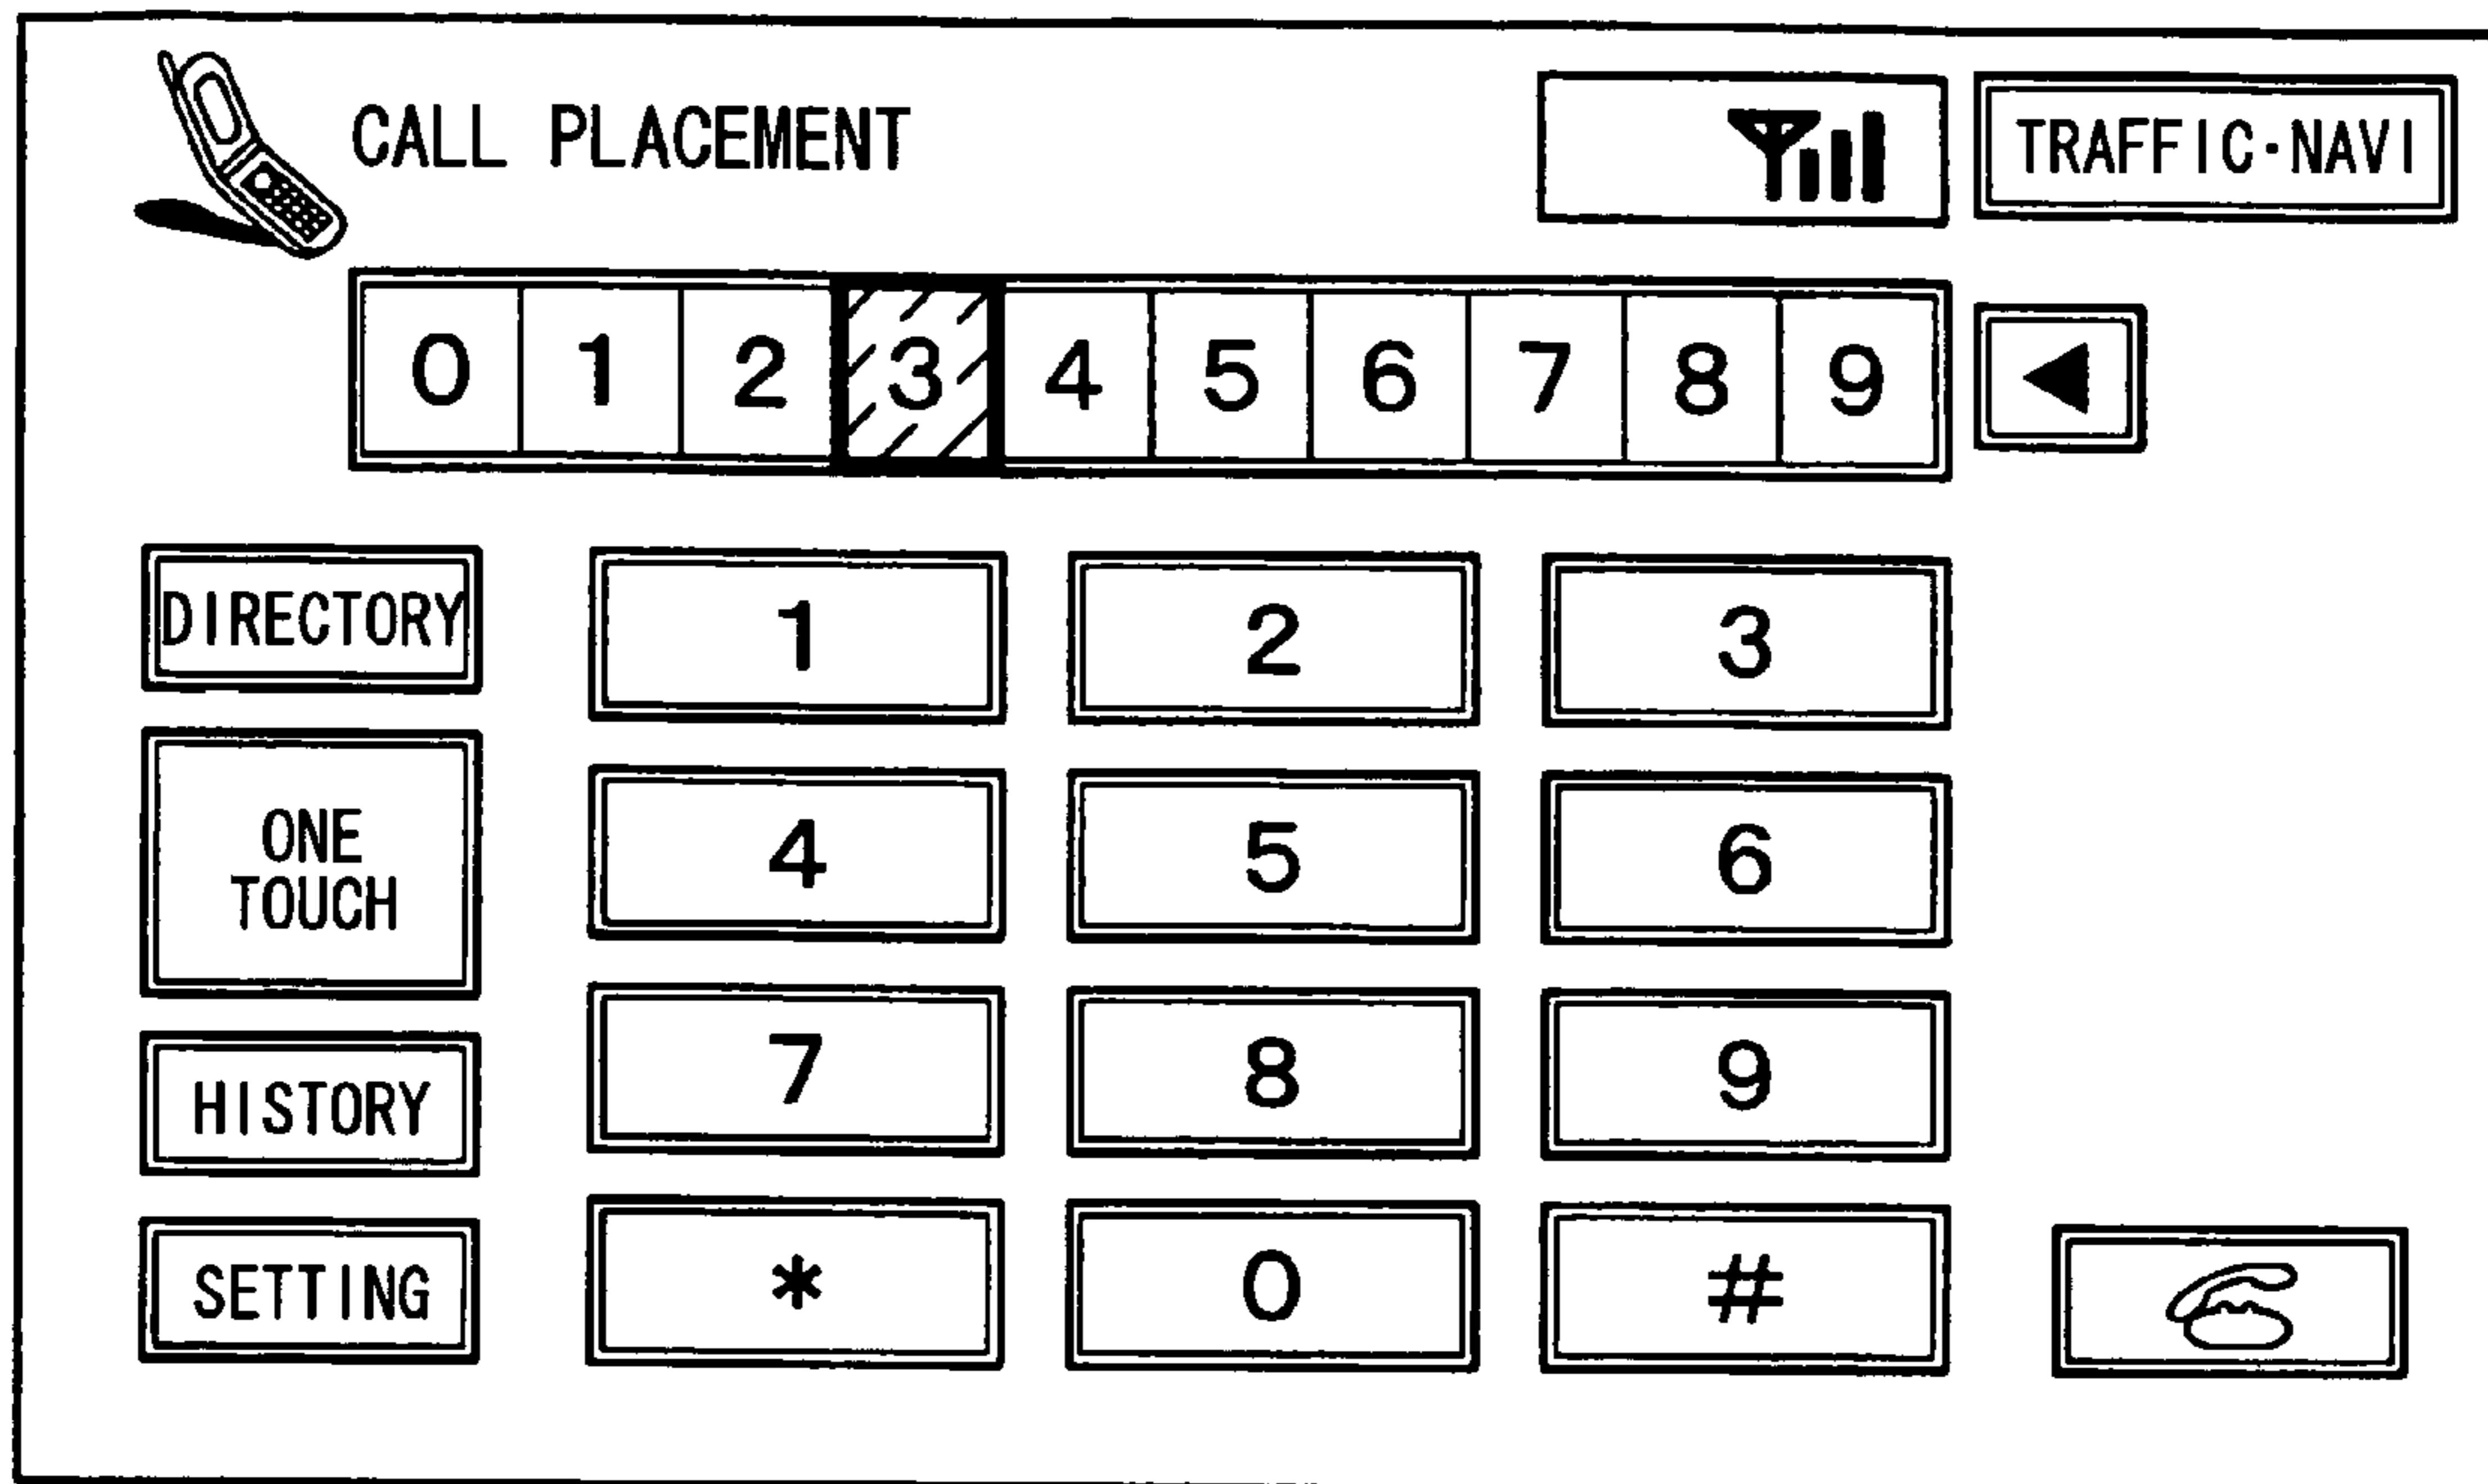 CALL PLACEMENT
TRAFFIC·NAVI
0 1 2 3 4 5 6 7 8 9
DIRECTORY
1 2 3
ONE
TOUCH
4 5 6
HISTORY
7 8 9
SETTING
* 0 #